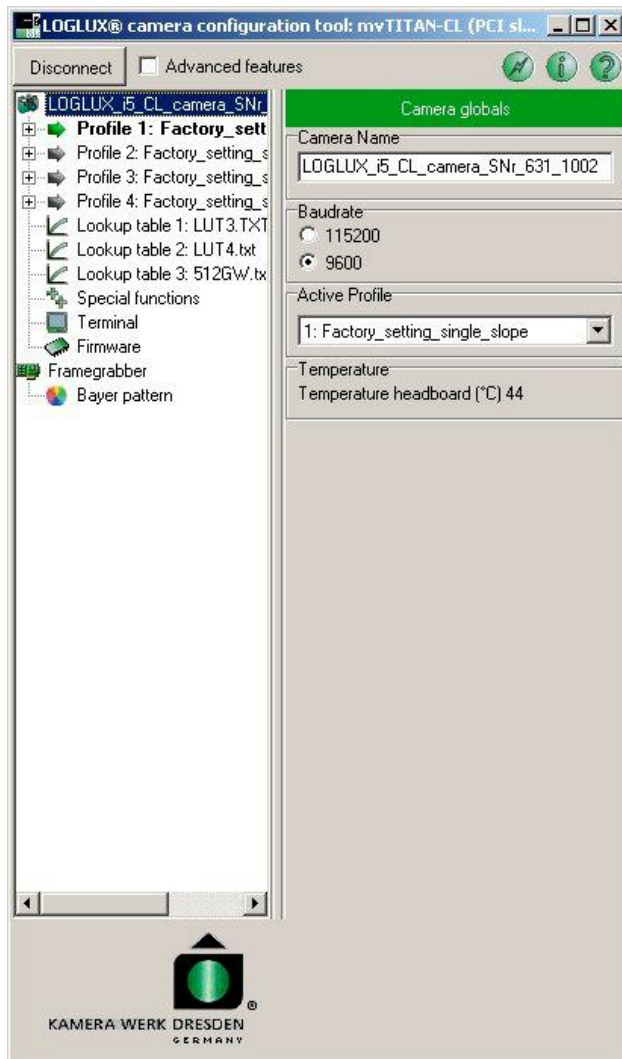 LOGLUX® camera configuration tool: mvTITAN-CL (PCI sl...
Disconnect
Advanced features
LOGLUX_i5_CL_camera_SNr_
Profile 1: Factory_sett
Profile 2: Factory_setting_s
Profile 3: Factory_setting_s
Profile 4: Factory_setting_s
Lookup table 1: LUT3.TXT
Lookup table 2: LUT4.txt
Lookup table 3: 512GW.tx
Special functions
Terminal
Firmware
Framegrabber
Bayer pattern
Camera globals
Camera Name
LOGLUX_i5_CL_camera_SNr_631_1002
Baudrate
115200
9600
Active Profile
1: Factory_setting_single_slope
Temperature
Temperature headboard (°C) 44
KAMERA WERK DRESDEN ®
GERMANY